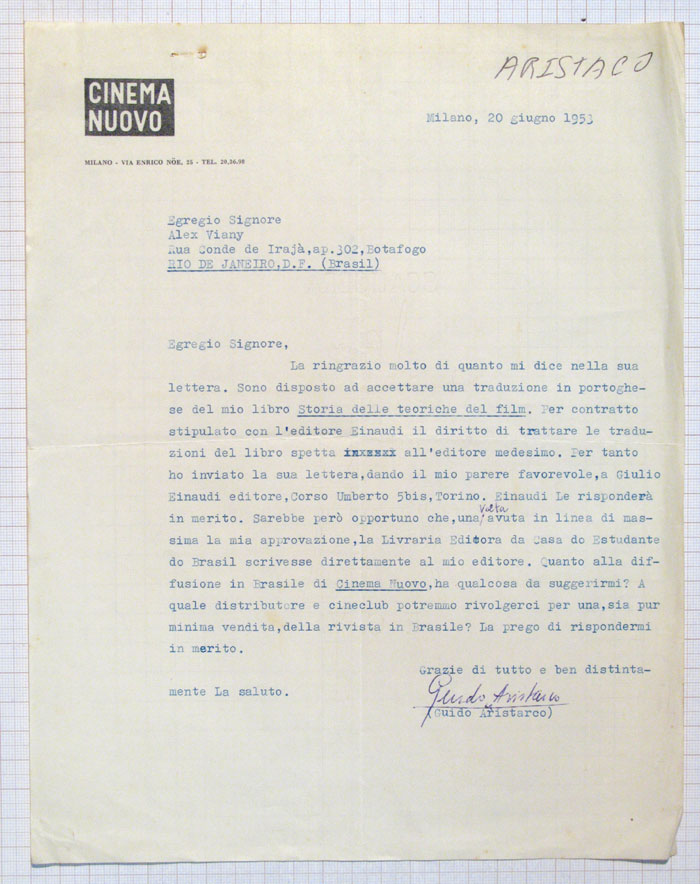 ARISTACO
CINEMA
NUOVO
Milano, 20 giugno 1953
MILANO - VIA ENRICO NÖE, 25 - TEL. 20.26.08
Egregio Signore
Alex Viany
Rua Conde de Irajà,ap.302,Botafogo
RIO DE JANEIRO,D.F. (Brasil)
Egregio Signore,
La ringrazio molto di quanto mi dice nella sua
lettera. Sono disposto ad accettare una traduzione in portoghe-
se del mio libro Storia delle teoriche del film. Per contratto
stipulato con l'editore Einaudi il diritto di trattare le tradu-
zioni del libro spetta all'editore medesimo. Per tanto
ho inviato la sua lettera,dando il mio parere favorevole,a Giulio
Einaudi editore,Corso Umberto 5bis,Torino. Einaudi Le risponderà
in merito. Sarebbe però opportuno che,una volta avuta in linea di mas-
sima la mia approvazione,la Livraria Editora da Casa do Estudante
do Brasil scrivesse direttamente al mio editore. Quanto alla dif-
fusione in Brasile di Cinema Nuovo,ha qualcosa da suggerirmi? A
quale distributore e cineclub potremmo rivolgerci per una,sia pur
minima vendita,della rivista in Brasile? La prego di rispondermi
in merito.
Grazie di tutto e ben distinta-
mente La saluto.
Guido Aristarco
(Guido Aristarco)